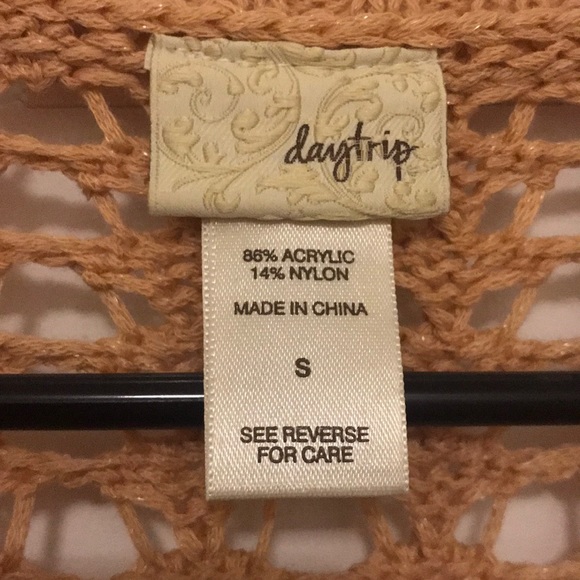 daytrip
86% ACRYLIC
14% NYLON
MADE IN CHINA
S
SEE REVERSE
FOR CARE